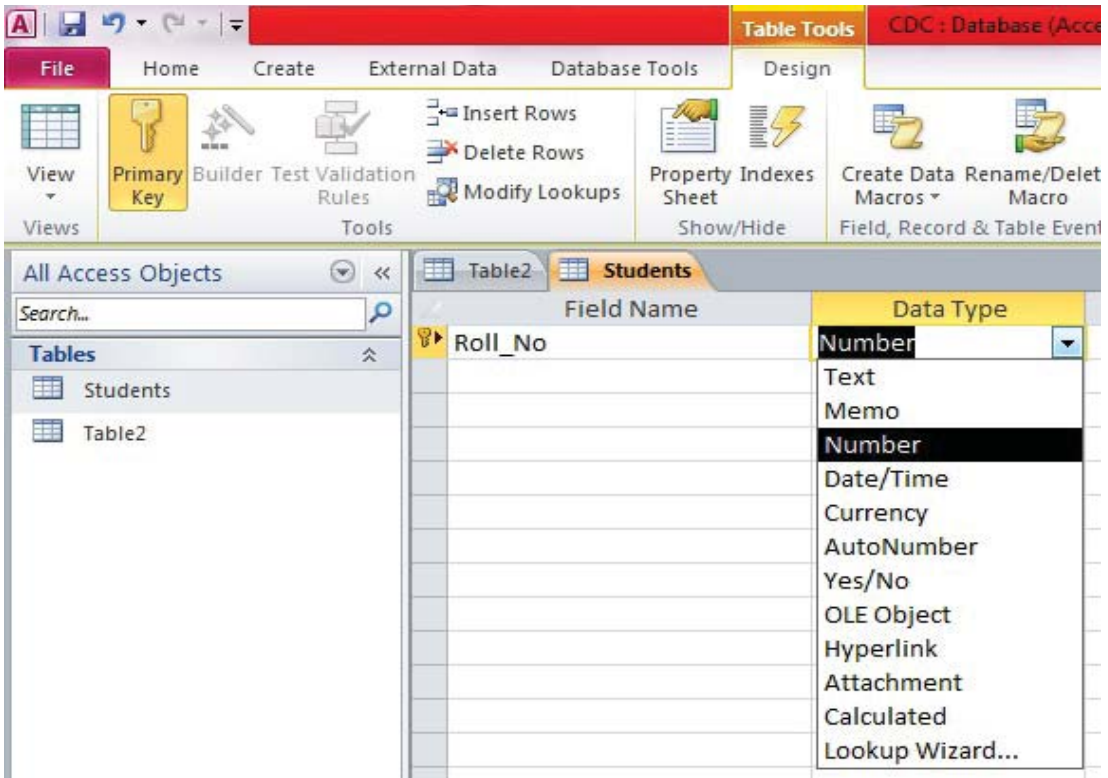 A
Table Tools
CDC : Database (Acce
File Home Create External Data Database Tools Design
View
Primary Key
Builder
Test Validation Rules
Insert Rows
Delete Rows
Modify Lookups
Property Sheet
Indexes
Create Data Macros
Rename/Delet
Macro
Views
Tools
Show/Hide
Field, Record & Table Event
All Access Objects
Search...
Tables
Students
Table2
Table2 Students
Field Name Data Type
Roll_No Number
Text
Memo
Number
Date/Time
Currency
AutoNumber
Yes/No
OLE Object
Hyperlink
Attachment
Calculated
Lookup Wizard...